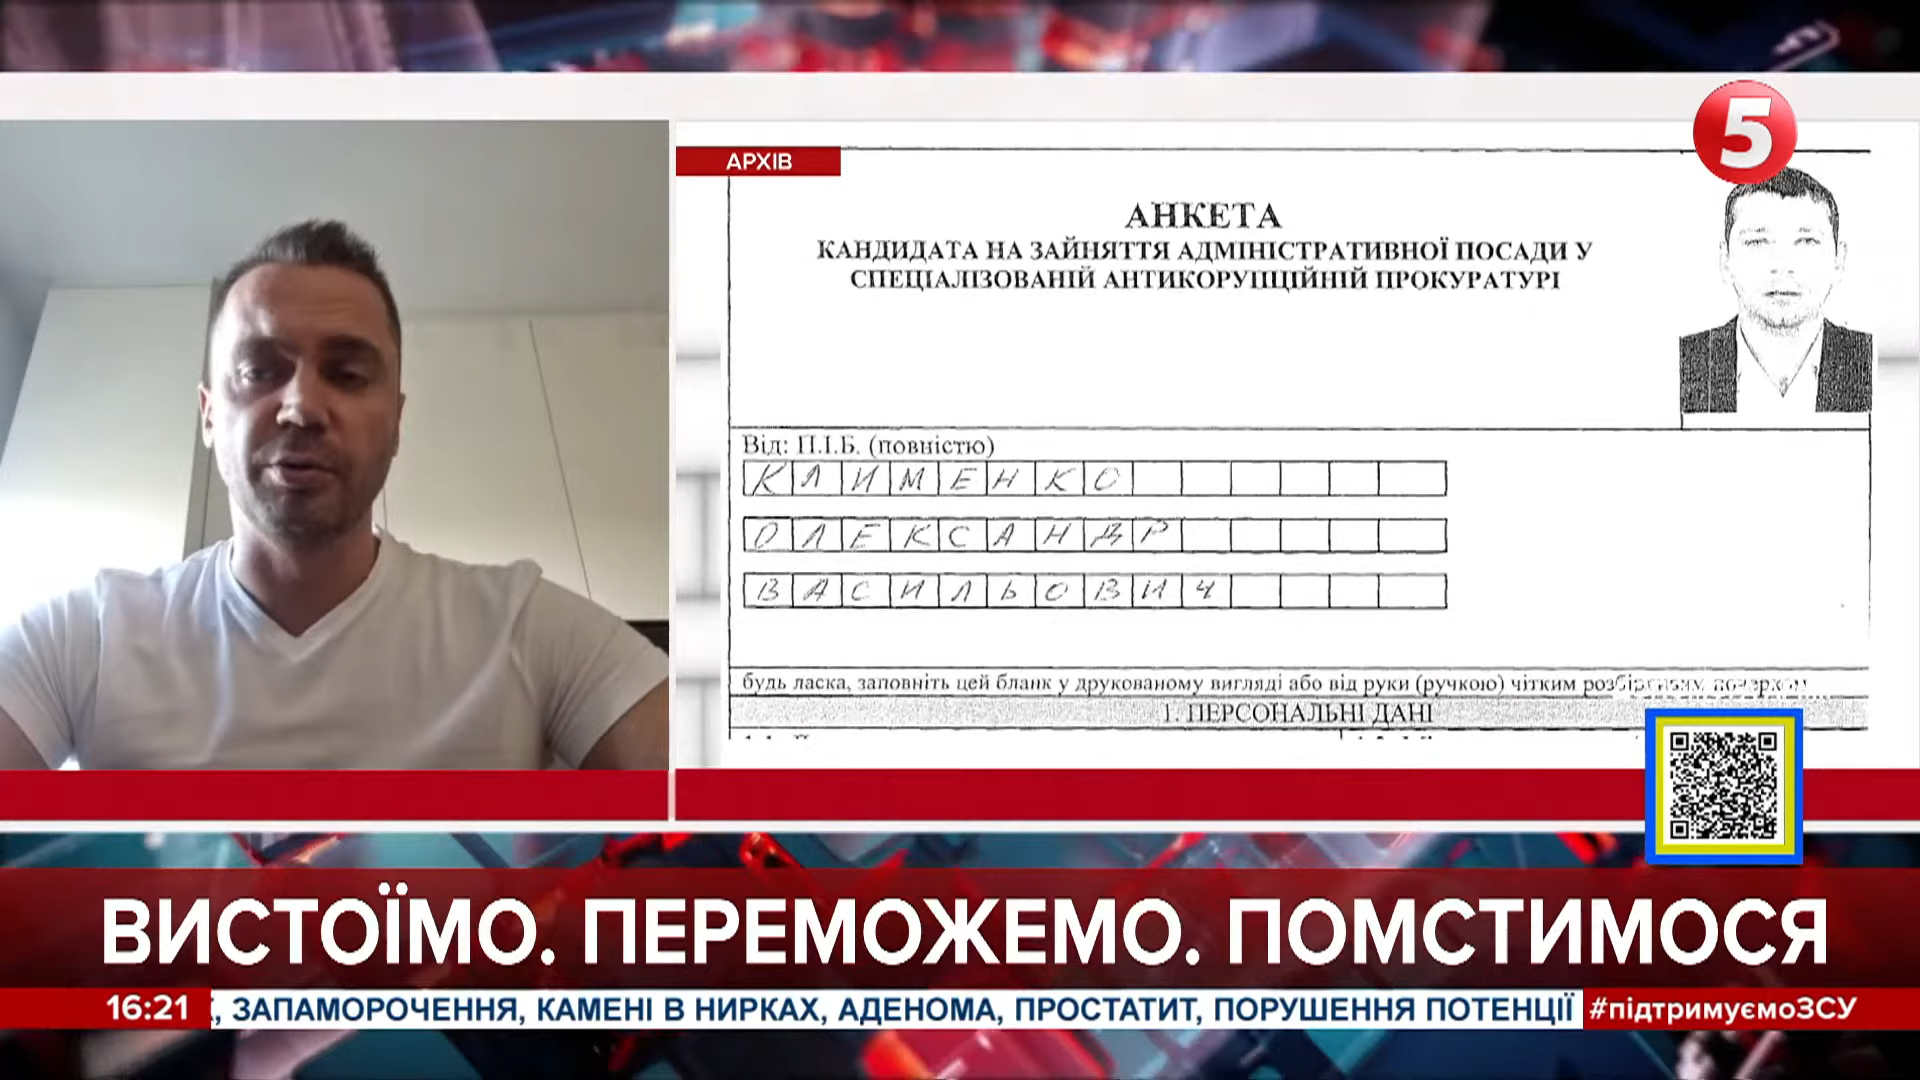 5
АРХІВ
АНКЕТА
КАНДИДАТА НА ЗАЙНЯТТЯ АДМІНІСТРАТИВНОЇ ПОСАДИ У
СПЕЦІАЛІЗОВАНІЙ АНТИКОРУПЦІЙНІЙ ПРОКУРАТУРІ
Від: П.І.Б. (повністю)
КЛИМЕНКО
ОЛЕКСАНДР
ВАСИЛЬОВИЧ
будь ласка, заповніть цей бланк у друкованому вигляді або від руки (ручкою) чітким розбірливим почерком
1. ПЕРСОНАЛЬНІ ДАНІ
ВИСТОЇМО. ПЕРЕМОЖЕМО. ПОМСТИМОСЯ
16:21 , ЗАПАМОРОЧЕННЯ, КАМЕНІ В НИРКАХ, АДЕНОМА, ПРОСТАТИТ, ПОРУШЕННЯ ПОТЕНЦІЇ #підтримуємоЗСУ